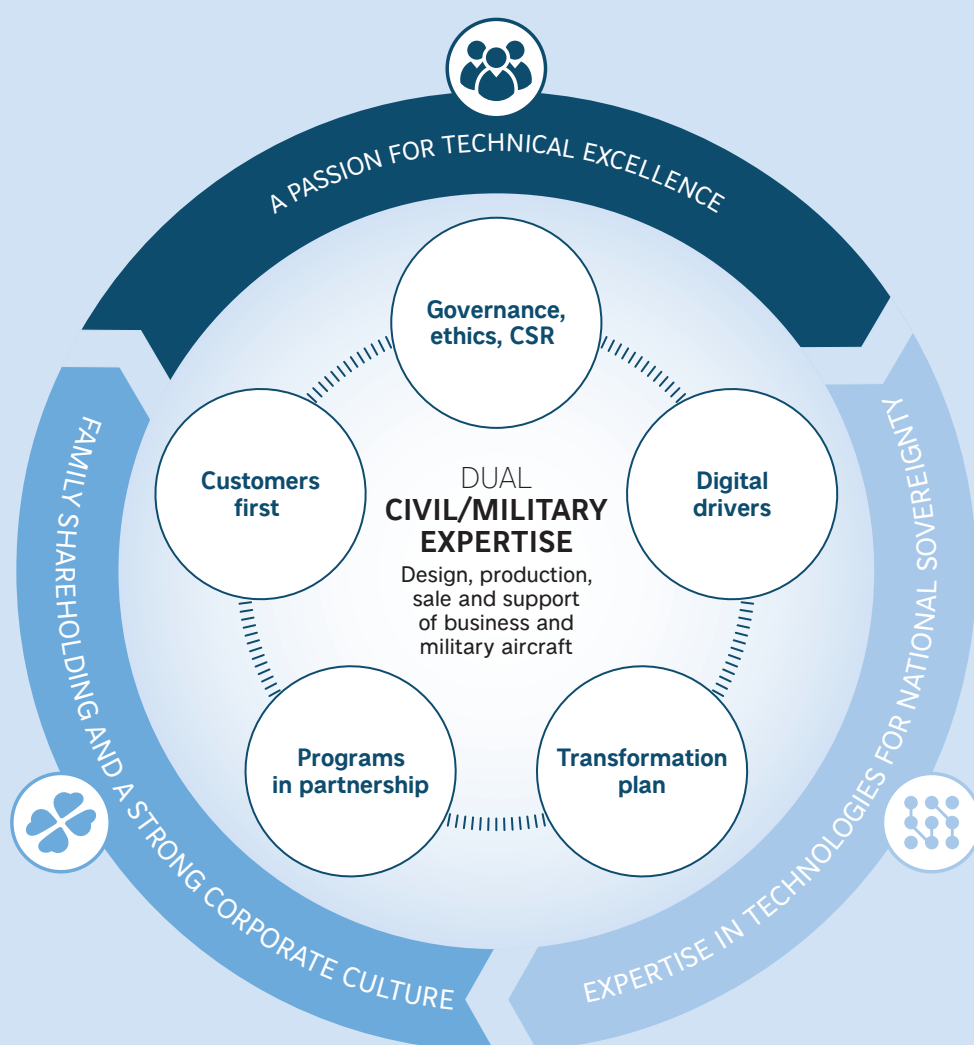 A PASSION FOR TECHNICAL EXCELLENCE
Governance,
ethics, CSR
Customers
first
Digital
drivers
DUAL
CIVIL/MILITARY
EXPERTISE
Design, production,
sale and support
of business and
military aircraft
Programs
in partnership
Transformation
plan
FAMILY SHAREHOLDING AND A STRONG CORPORATE CULTURE
EXPERTISE IN TECHNOLOGIES FOR NATIONAL SOVEREIGNTY